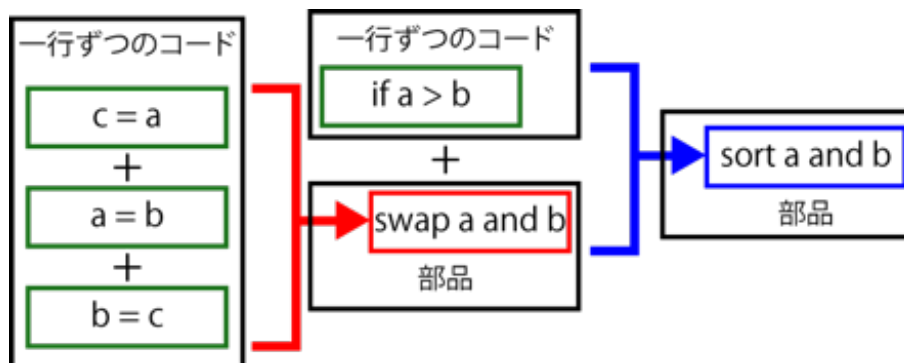 一行ずつのコード
c = a
+
a = b
+
b = c
一行ずつのコード
if a > b
+
swap a and b
部品
sort a and b
部品